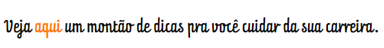 Veja aqui um montão de dicas pra você cuidar da sua carreira.